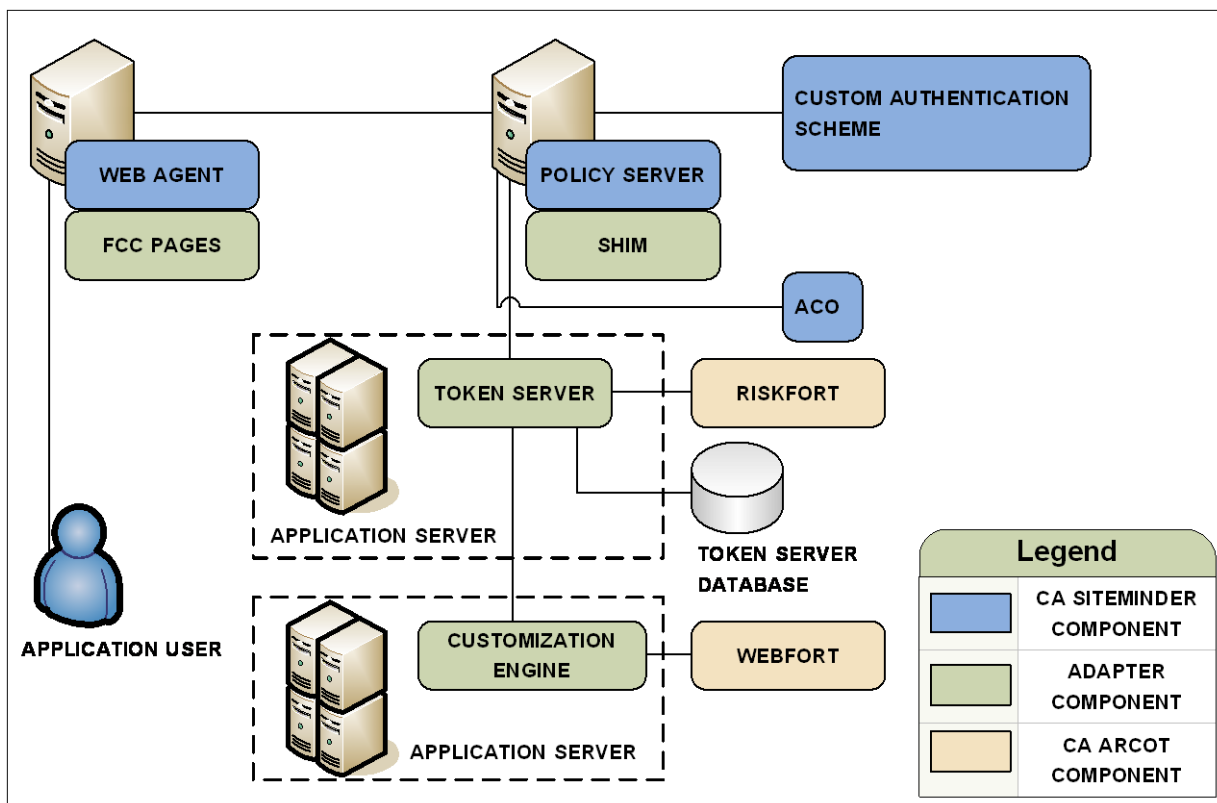 CUSTOM AUTHENTICATION
SCHEME
WEB AGENT
POLICY SERVER
FCC PAGES
SHIM
ACO
TOKEN SERVER
RISKFORT
APPLICATION SERVER
TOKEN SERVER
DATABASE
APPLICATION USER
CUSTOMIZATION
ENGINE
WEBFORT
APPLICATION SERVER
Legend
CA SITEMINDER
COMPONENT
ADAPTER
COMPONENT
CA ARCOT
COMPONENT